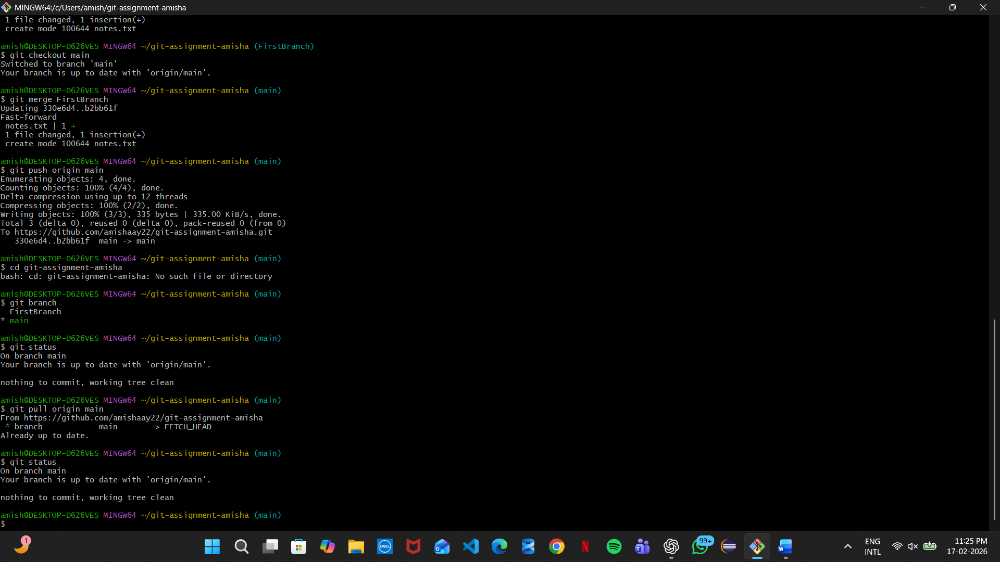 MINGW64:/c/Users/amish/git-assignment-amisha
1 file changed, 1 insertion(+)
create mode 100644 notes.txt
amish@DESKTOP-D626VES MINGW64 ~/git-assignment-amisha (FirstBranch)
$ git checkout main
Switched to branch 'main'
Your branch is up to date with 'origin/main'.
amish@DESKTOP-D626VES MINGW64 ~/git-assignment-amisha (main)
$ git merge FirstBranch
Updating 330e6d4..b2bb61f
Fast-forward
notes.txt | 1 +
1 file changed, 1 insertion(+)
create mode 100644 notes.txt
amish@DESKTOP-D626VES MINGW64 ~/git-assignment-amisha (main)
$ git push origin main
Enumerating objects: 4, done.
Counting objects: 100% (4/4), done.
Delta compression using up to 12 threads
Compressing objects: 100% (2/2), done.
Writing objects: 100% (3/3), 335 bytes | 335.00 KiB/s, done.
Total 3 (delta 0), reused 0 (delta 0), pack-reused 0 (from 0)
To https://github.com/amishaay22/git-assignment-amisha.git
330e6d4..b2bb61f  main -> main
amish@DESKTOP-D626VES MINGW64 ~/git-assignment-amisha (main)
$ cd git-assignment-amisha
bash: cd: git-assignment-amisha: No such file or directory
amish@DESKTOP-D626VES MINGW64 ~/git-assignment-amisha (main)
$ git branch
FirstBranch
* main
amish@DESKTOP-D626VES MINGW64 ~/git-assignment-amisha (main)
$ git status
On branch main
Your branch is up to date with 'origin/main'.
nothing to commit, working tree clean
amish@DESKTOP-D626VES MINGW64 ~/git-assignment-amisha (main)
$ git pull origin main
From https://github.com/amishaay22/git-assignment-amisha
* branch            main       -> FETCH_HEAD
Already up to date.
amish@DESKTOP-D626VES MINGW64 ~/git-assignment-amisha (main)
$ git status
On branch main
Your branch is up to date with 'origin/main'.
nothing to commit, working tree clean
amish@DESKTOP-D626VES MINGW64 ~/git-assignment-amisha (main)
$
1
DELL
O
N
T
99+
W
ENG
INTL
11:25 PM
17-02-2026